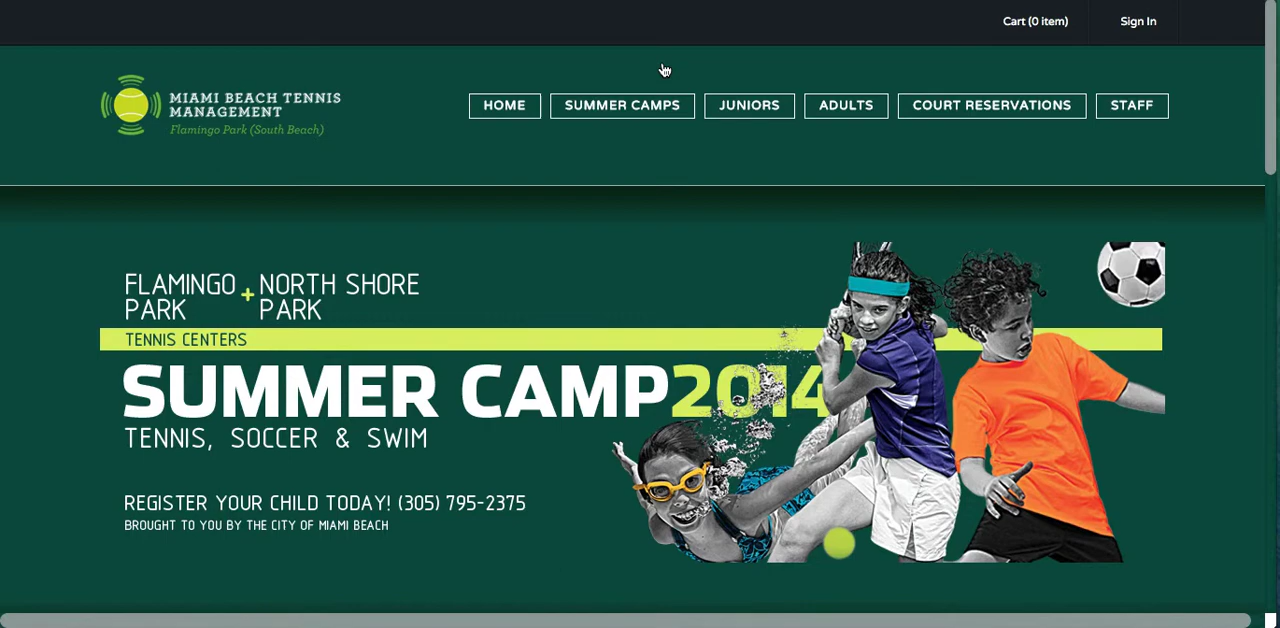 Cart (0 item) Sign In
MIAMI BEACH TENNIS
MANAGEMENT
Flamingo Park (South Beach)
HOME SUMMER CAMPS JUNIORS ADULTS COURT RESERVATIONS STAFF
FLAMINGO + NORTH SHORE
PARK PARK
TENNIS CENTERS
SUMMER CAMP2014
TENNIS, SOCCER & SWIM
REGISTER YOUR CHILD TODAY! (305) 795-2375
BROUGHT TO YOU BY THE CITY OF MIAMI BEACH